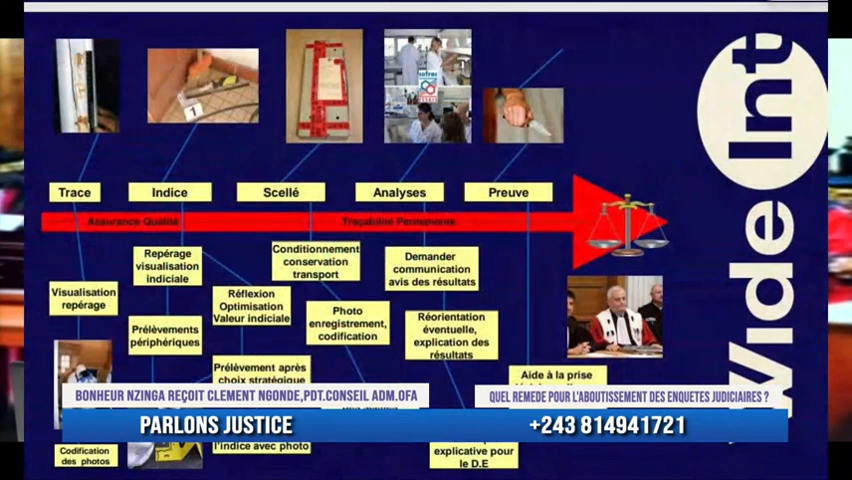 Trace
Indice
Scellé
Analyses
Preuve
Assurance Qualité
Traçabilité Permanente
Repérage
visualisation
indiciale
Conditionnement
conservation
transport
Demander
communication
avis des résultats
Visualisation
repérage
Réflexion
Optimisation
Valeur indiciale
Photo
enregistrement,
codification
Prélèvements
périphériques
Réorientation
éventuelle,
explication des
résultats
Prélèvement après
choix stratégique
Aide à la prise
Wide Int
BONHEUR NZINGA REÇOIT CLEMENT NGONDE,PDT.CONSEIL ADM.OFA
QUEL REMEDE POUR L'ABOUTISSEMENT DES ENQUETES JUDICIAIRES ?
PARLONS JUSTICE
+243 814941721
Codification
des photos
l'indice avec photo
explicative pour
le D.E